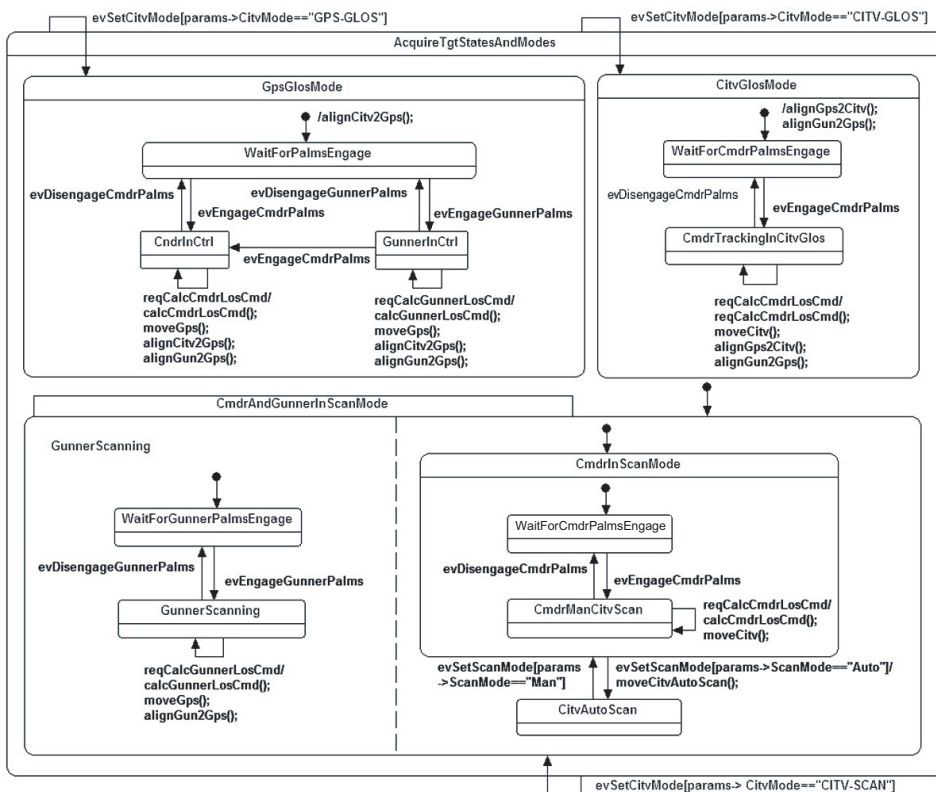 evSetCitvMode[params->CitvMode=="GPS-GLOS"]
evSetCitvMode[params->CitvMode=="CITV-GLOS"]
AcquireTgtStatesAndModes
GpsGlosMode
/alignCitv2Gps();
WaitForPalmsEngage
evDisengageCmdrPalms
evDisengageGunnerPalms
evEngageCmdrPalms
evEngageGunnerPalms
CndrInCtrl
GunnerInCtrl
evEngageCmdrPalms
reqCalcCmdrLosCmd/
calcCmdrLosCmd();
moveGps();
alignCitv2Gps();
alignGun2Gps();
reqCalcGunnerLosCmd/
calcGunnerLosCmd();
moveGps();
alignCitv2Gps();
alignGun2Gps();
CitvGlosMode
/alignGps2Citv();
alignGun2Gps();
WaitForCmdrPalmsEngage
evDisengageCmdrPalms
evEngageCmdrPalms
CmdrTrackingInCitvGlos
reqCalcCmdrLosCmd/
reqCalcCmdrLosCmd();
moveCitv();
alignGps2Citv();
alignGun2Gps();
CmdrAndGunnerInScanMode
GunnerScanning
WaitForGunnerPalmsEngage
evDisengageGunnerPalms
evEngageGunnerPalms
GunnerScanning
reqCalcGunnerLosCmd/
calcGunnerLosCmd();
moveGps();
alignGun2Gps();
CmdrInScanMode
WaitForCmdrPalmsEngage
evDisengageCmdrPalms
evEngageCmdrPalms
CmdrManCitvScan
reqCalcCmdrLosCmd/
calcCmdrLosCmd();
moveCitv();
evSetScanMode[params
->ScanMode=="Man"]
evSetScanMode[params->ScanMode=="Auto"]/
moveCitvAutoScan();
CitvAutoScan
evSetCitvMode[params-> CitvMode=="CITV-SCAN"]